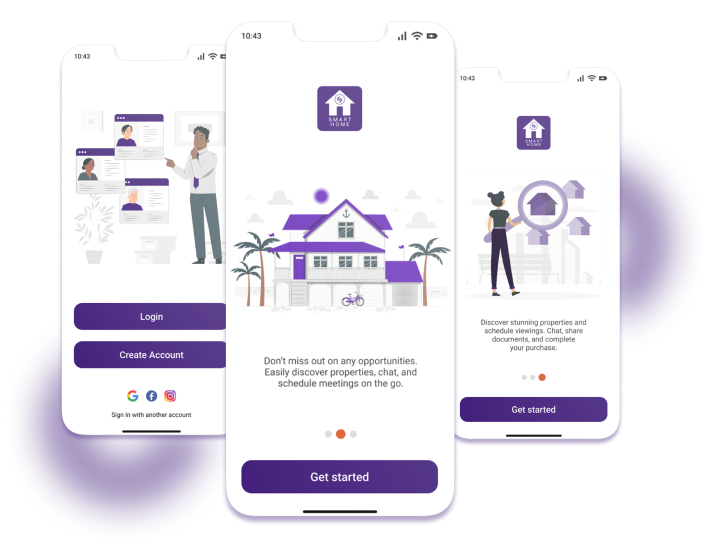 10:43
Login
Create Account
Sign In with another account
10:43
SMART
HOME
Don't miss out on any opportunities.
Easily discover properties, chat, and
schedule meetings on the go.
Get started
10:43
SMART
HOME
Discover stunning properties and
schedule viewings. Chat, share
documents, and complete
your purchase.
Get started